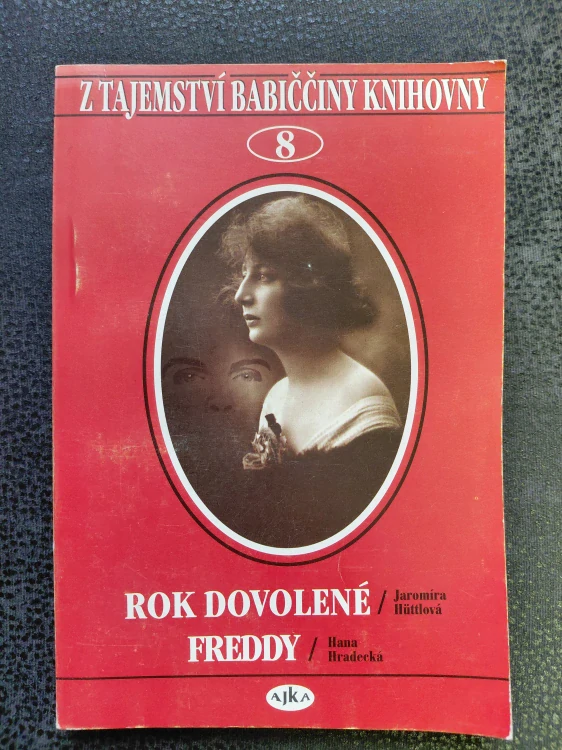 Z TAJEMSTVÍ BABIČČINY KNIHOVNY
8
ROK DOVOLENÉ / Jaromíra Hüttlová
FREDDY / Hana Hradecká
AJKA